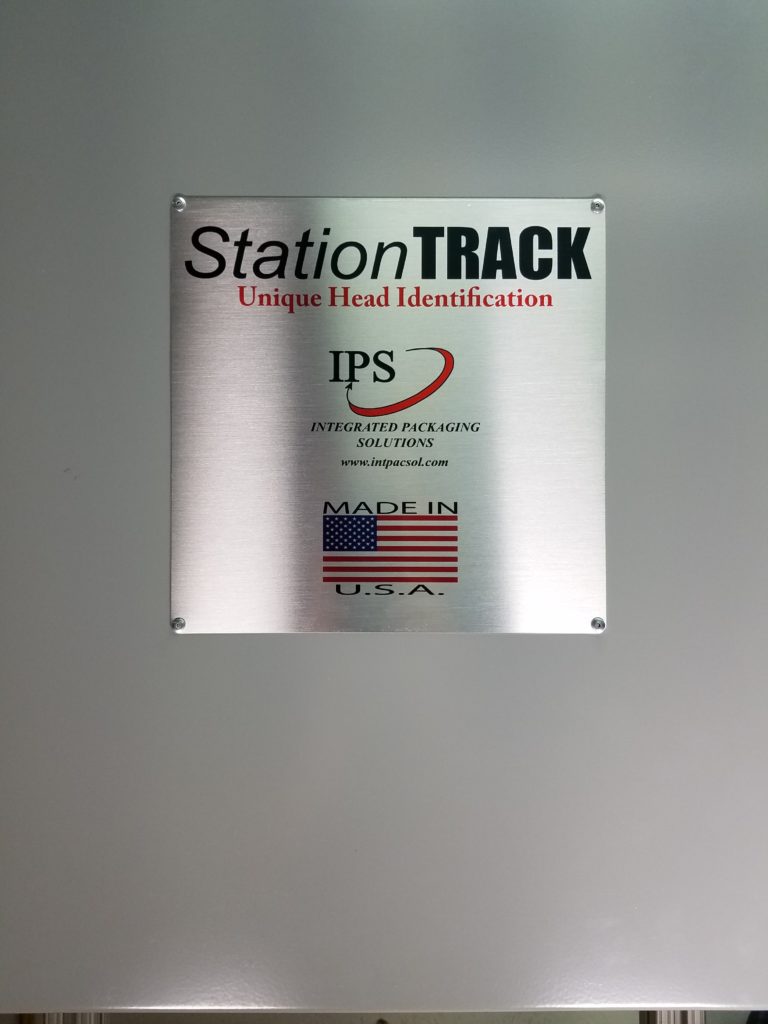 StationTRACK
Unique Head Identification
IPS
INTEGRATED PACKAGING
SOLUTIONS
www.intpacsol.com
MADE IN
U.S.A.